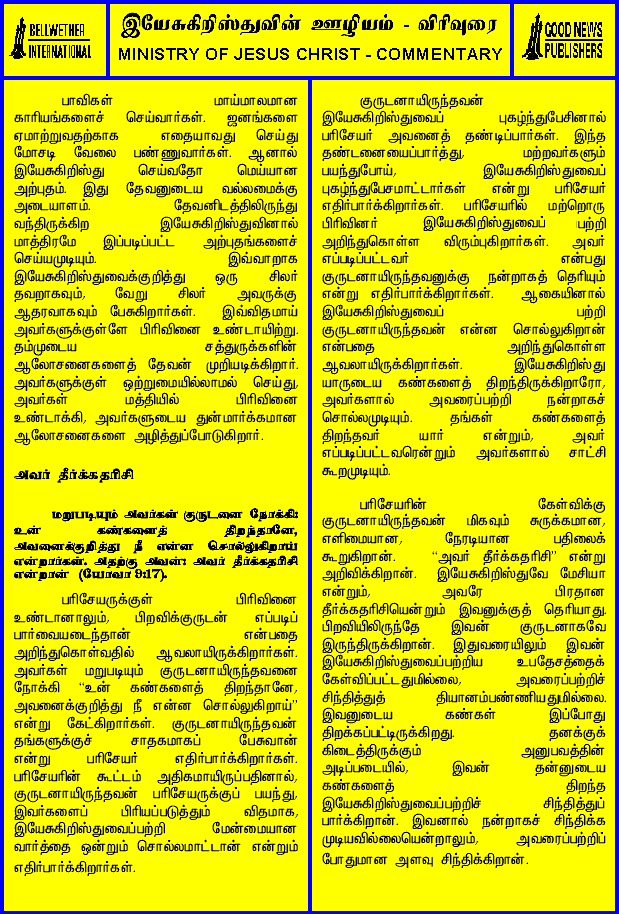 BELLWETHER
INTERNATIONAL
இயேசுகிறிஸ்துவின் ஊழியம் - விரிவுரை
MINISTRY OF JESUS CHRIST - COMMENTARY
GOOD NEWS
PUBLISHERS
பாவிகள் மாய்மாலமான
காரியங்களைச் செய்வார்கள். ஜனங்களை
ஏமாற்றுவதற்காக எதையாவது செய்து
மோசடி வேலை பண்ணுவார்கள். ஆனால்
இயேசுகிறிஸ்து செய்வதோ மெய்யான
அற்புதம். இது தேவனுடைய வல்லமைக்கு
அடையாளம். தேவனிடத்திலிருந்து
வந்திருக்கிற இயேசுகிறிஸ்துவினால்
மாத்திரமே இப்படிப்பட்ட அற்புதங்களைச்
செய்யமுடியும். இவ்வாறாக
இயேசுகிறிஸ்துவைக்குறித்து ஒரு சிலர்
தவறாகவும், வேறு சிலர் அவருக்கு
ஆதரவாகவும் பேசுகிறார்கள். இவ்விதமாய்
அவர்களுக்குள்ளே பிரிவினை உண்டாயிற்று.
தம்முடைய சத்துருக்களின்
ஆலோசனைகளைத் தேவன் முறியடிக்கிறார்.
அவர்களுக்குள் ஒற்றுமையில்லாமல் செய்து,
அவர்கள் மத்தியில் பிரிவினை
உண்டாக்கி, அவர்களுடைய துன்மார்க்கமான
ஆலோசனைகளை அழித்துப்போடுகிறார்.
அவர் தீர்க்கதரிசி
மறுபடியும் அவர்கள் குருடனை நோக்கி:
உன் கண்களைத் திறந்தானே,
அவனைக்குறித்து நீ என்ன சொல்லுகிறாய்
என்றார்கள். அதற்கு அவன்: அவர் தீர்க்கதரிசி
என்றான் (யோவா 9:17).
பரிசேயருக்குள் பிரிவினை
உண்டானாலும், பிறவிக்குருடன் எப்படிப்
பார்வையடைந்தான் என்பதை
அறிந்துகொள்வதில் ஆவலாயிருக்கிறார்கள்.
அவர்கள் மறுபடியும் குருடனாயிருந்தவனை
நோக்கி “உன் கண்களைத் திறந்தானே,
அவனைக்குறித்து நீ என்ன சொல்லுகிறாய்”
என்று கேட்கிறார்கள். குருடனாயிருந்தவன்
தங்களுக்குச் சாதகமாகப் பேசுவான்
என்று பரிசேயர் எதிர்பார்க்கிறார்கள்.
பரிசேயரின் கூட்டம் அதிகமாயிருப்பதினால்,
குருடனாயிருந்தவன் பரிசேயருக்குப் பயந்து,
இவர்களைப் பிரியப்படுத்தும் விதமாக,
இயேசுகிறிஸ்துவைப்பற்றி மேன்மையான
வார்த்தை ஒன்றும் சொல்லமாட்டான் என்றும்
எதிர்பார்க்கிறார்கள்.
குருடனாயிருந்தவன்
இயேசுகிறிஸ்துவைப் புகழ்ந்துபேசினால்
பரிசேயர் அவனைத் தண்டிப்பார்கள். இந்த
தண்டனையைப்பார்த்து, மற்றவர்களும்
பயந்துபோய், இயேசுகிறிஸ்துவைப்
புகழ்ந்துபேசமாட்டார்கள் என்று பரிசேயர்
எதிர்பார்க்கிறார்கள். பரிசேயரில் மற்றொரு
பிரிவினர் இயேசுகிறிஸ்துவைப் பற்றி
அறிந்துகொள்ள விரும்புகிறார்கள். அவர்
எப்படிப்பட்டவர் என்பது
குருடனாயிருந்தவனுக்கு நன்றாகத் தெரியும்
என்று எதிர்பார்க்கிறார்கள். ஆகையினால்
இயேசுகிறிஸ்துவைப் பற்றி
குருடனாயிருந்தவன் என்ன சொல்லுகிறான்
என்பதை அறிந்துகொள்ள
ஆவலாயிருக்கிறார்கள். இயேசுகிறிஸ்து
யாருடைய கண்களைத் திறந்திருக்கிறாரோ,
அவர்களால் அவரைப்பற்றி நன்றாகச்
சொல்லமுடியும். தங்கள் கண்களைத்
திறந்தவர் யார் என்றும், அவர்
எப்படிப்பட்டவரென்றும் அவர்களால் சாட்சி
கூறமுடியும்.
பரிசேயரின் கேள்விக்கு
குருடனாயிருந்தவன் மிகவும் சுருக்கமான,
எளிமையான, நேரடியான பதிலைக்
கூறுகிறான். “அவர் தீர்க்கதரிசி” என்று
அறிவிக்கிறான். இயேசுகிறிஸ்துவே மேசியா
என்றும், அவரே பிரதான
தீர்க்கதரிசியென்றும் இவனுக்குத் தெரியாது.
பிறவியிலிருந்தே இவன் குருடனாகவே
இருந்திருக்கிறான். இதுவரையிலும் இவன்
இயேசுகிறிஸ்துவைப்பற்றிய உபதேசத்தைக்
கேள்விப்பட்டதுமில்லை, அவரைப்பற்றிச்
சிந்தித்துத் தியானம்பண்ணியதுமில்லை.
இவனுடைய கண்கள் இப்போது
திறக்கப்பட்டிருக்கிறது. தனக்குக்
கிடைத்திருக்கும் அனுபவத்தின்
அடிப்படையில், இவன் தன்னுடைய
கண்களைத் திறந்த
இயேசுகிறிஸ்துவைப்பற்றிச் சிந்தித்துப்
பார்க்கிறான். இவனால் நன்றாகச் சிந்திக்க
முடியவில்லையென்றாலும், அவரைப்பற்றிப்
போதுமான அளவு சிந்திக்கிறான்.